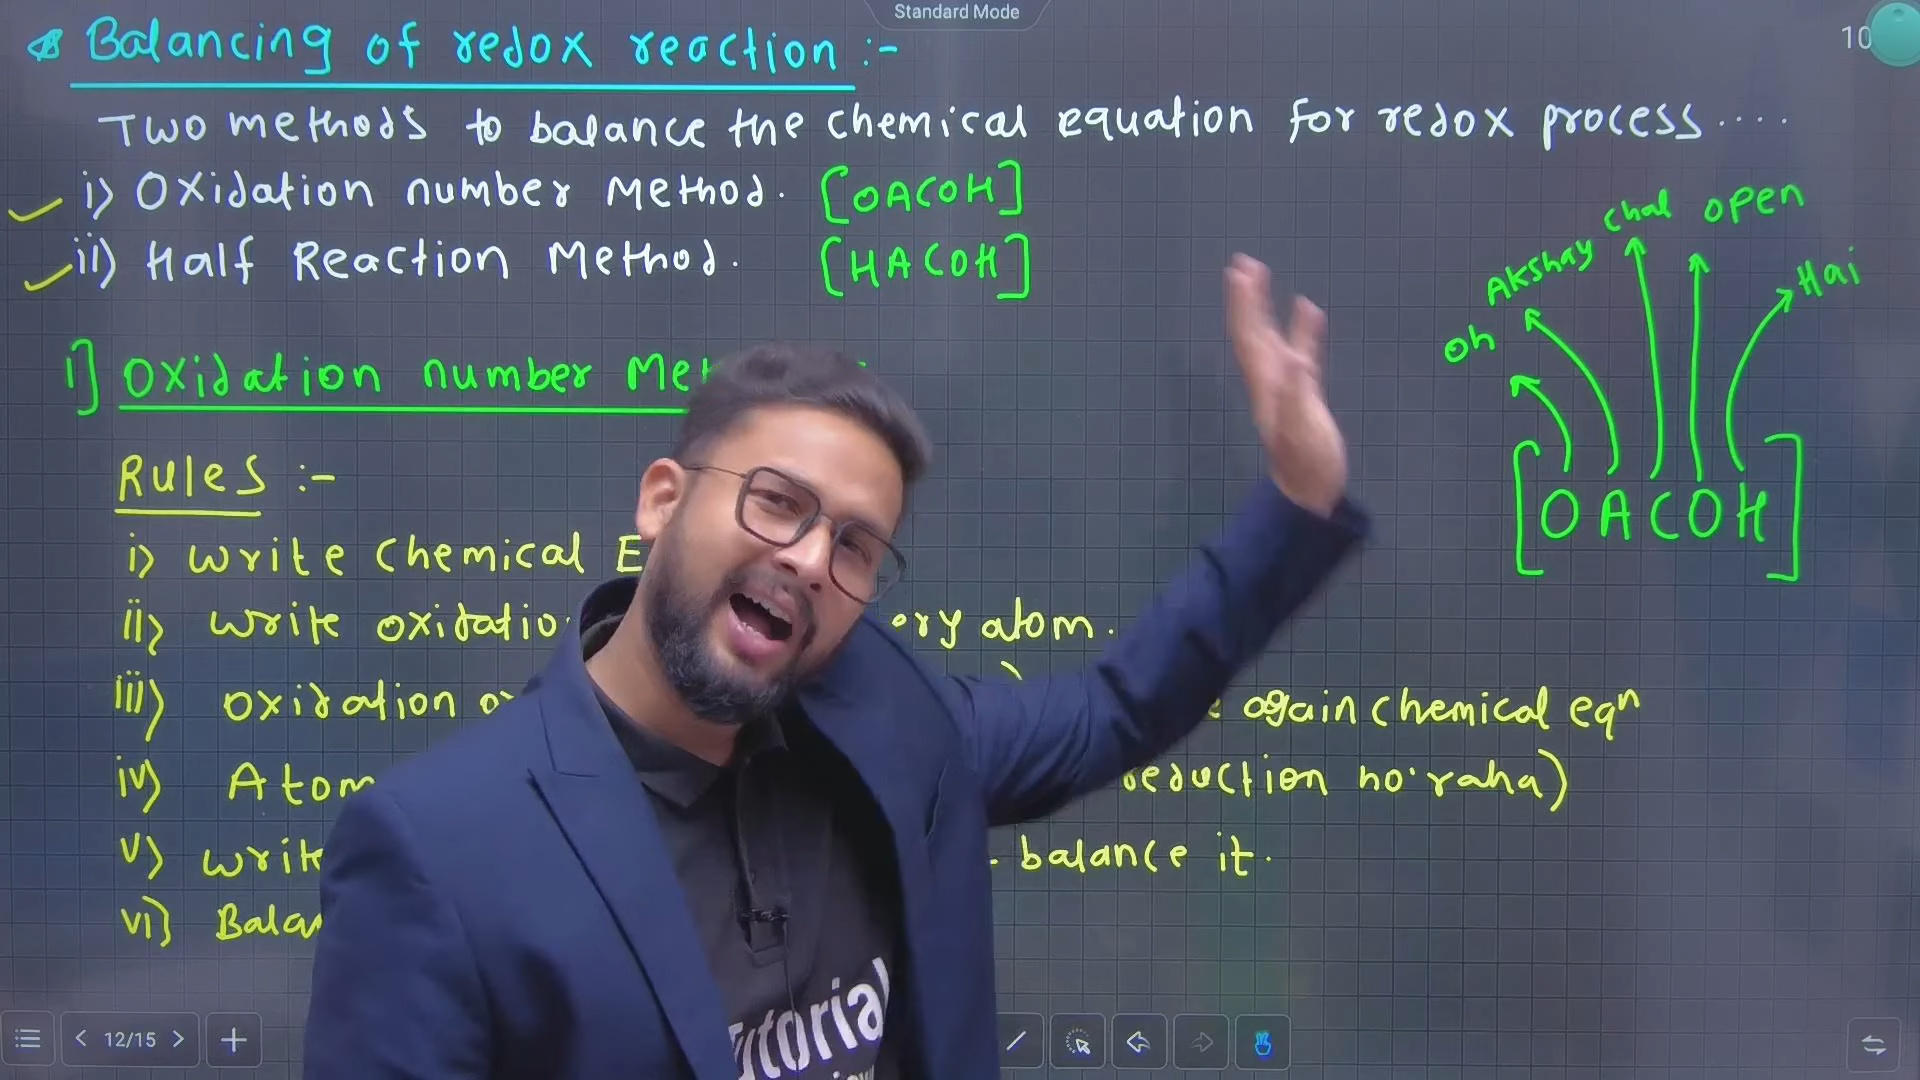 Standard Mode
10
Balancing of redox reaction :-
Two methods to balance the chemical equation for redox process ....
i) Oxidation number Method. [OACOH]
ii) Half Reaction Method. [HACOH]
oh Akshay chal open Hai
[OACOH]
1] Oxidation number Met
Rules :-
i) Write Chemical E
ii) Write oxidatio ory atom.
iii) Oxidation again chemical eqn
iv) Atom reduction ho raha)
v) Write balance it.
vi) Balan
utorial
12/15